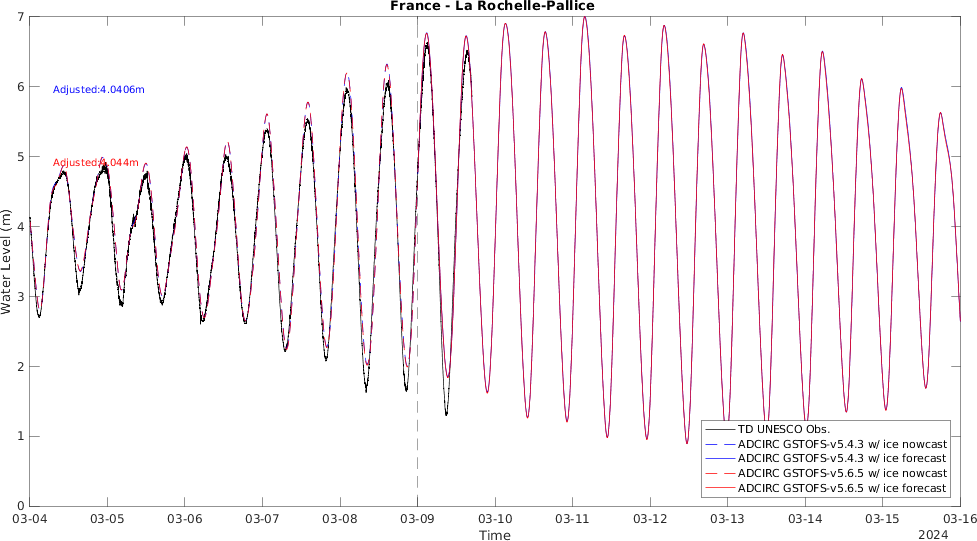 France - La Rochelle-Pallice
7
6
5
4
3
2
1
0
Water Level (m)
Adjusted:4.0406m
Adjusted:4.044m
TD UNESCO Obs.
ADCIRC GSTOFS-v5.4.3 w/ ice nowcast
ADCIRC GSTOFS-v5.4.3 w/ ice forecast
ADCIRC GSTOFS-v5.6.5 w/ ice nowcast
ADCIRC GSTOFS-v5.6.5 w/ ice forecast
03-04 03-05 03-06 03-07 03-08 03-09 03-10 03-11 03-12 03-13 03-14 03-15 03-16
Time
2024